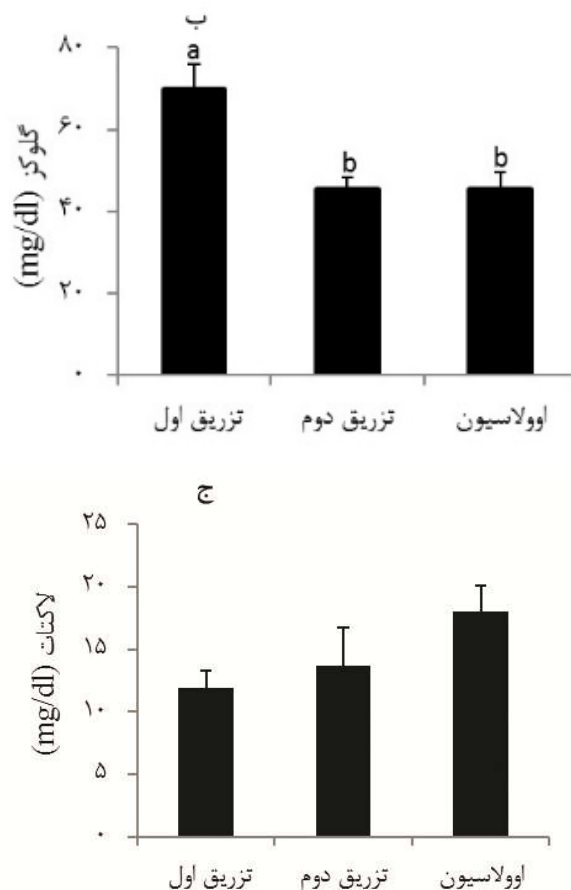 ب
۸۰
۶۰
۴۰
۲۰
۰
گلوکز (mg/dl)
a
b
b
تزریق اول
تزریق دوم
اوولاسیون
ج
۲۵
۲۰
۱۵
۱۰
۵
۰
لاکتات (mg/dl)
تزریق اول
تزریق دوم
اوولاسیون